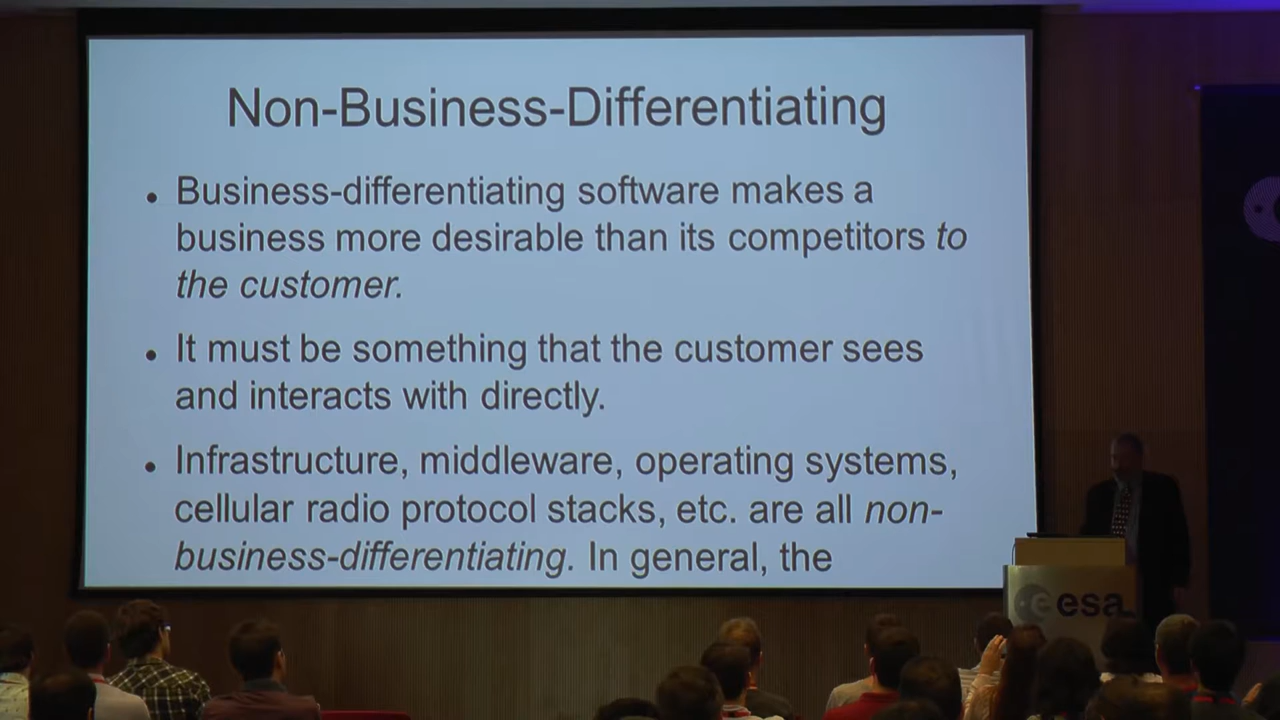 Non-Business-Differentiating
• Business-differentiating software makes a
business more desirable than its competitors to
the customer.
• It must be something that the customer sees
and interacts with directly.
• Infrastructure, middleware, operating systems,
cellular radio protocol stacks, etc. are all non-
business-differentiating. In general, the
esa